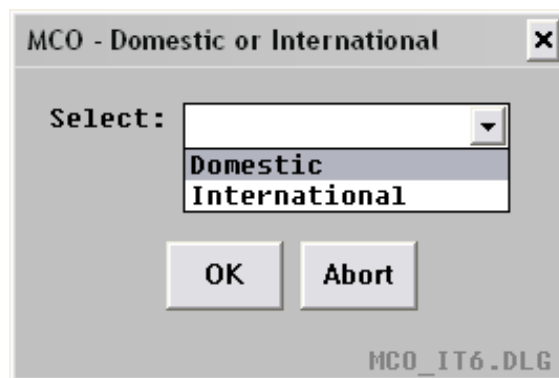 MCO - Domestic or International
Select:
Domestic
International
OK Abort
MCO_IT6.DLG